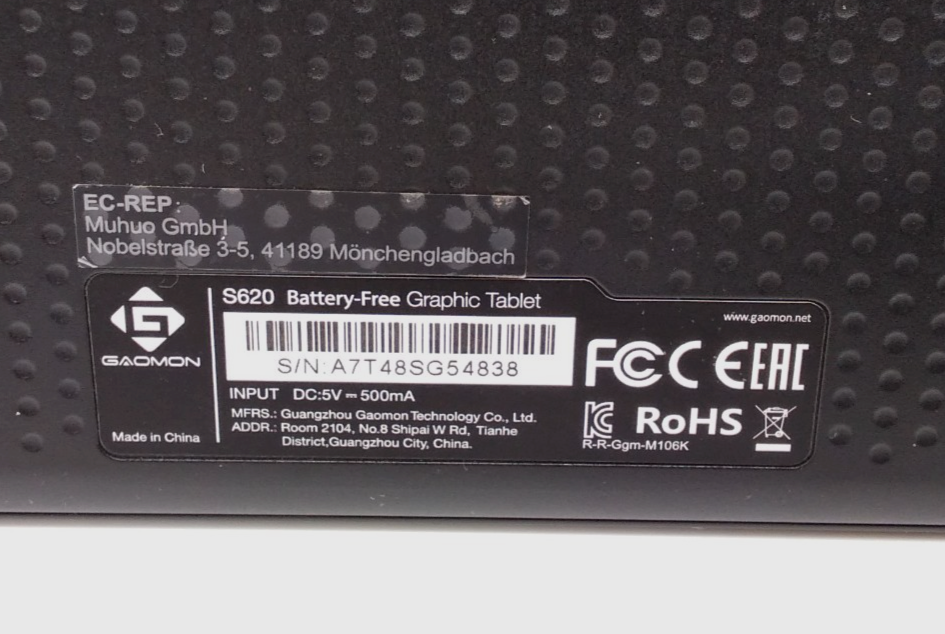 EC-REP:
Muhuo GmbH
Nobelstraße 3-5, 41189 Mönchengladbach
GAOMON
Made in China
S620 Battery-Free Graphic Tablet
S/N: A7T48SG54838
INPUT DC:5V⎓500mA
MFRS.: Guangzhou Gaomon Technology Co., Ltd.
ADDR.: Room 2104, No.8 Shipai W Rd, Tianhe
District,Guangzhou City, China.
www.gaomon.net
FC CE EAC
KC RoHS
R-R-Ggm-M106K